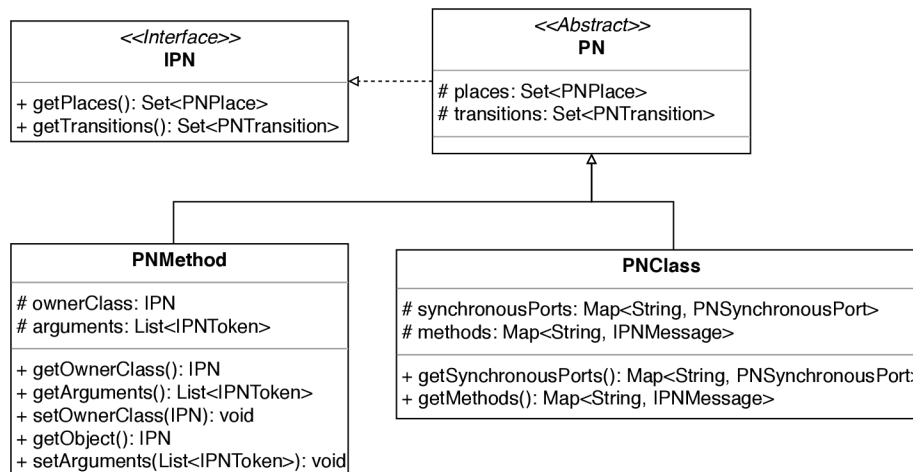 <<Interface>>
IPN
+ getPlaces(): Set<PNPlace>
+ getTransitions(): Set<PNTransition>
<<Abstract>>
PN
# places: Set<PNPlace>
# transitions: Set<PNTransition>
PNMethod
# ownerClass: IPN
# arguments: List<IPNToken>
+ getOwnerClass(): IPN
+ getArguments(): List<IPNToken>
+ setOwnerClass(IPN): void
+ getObject(): IPN
+ setArguments(List<IPNToken>): void
PNClass
# synchronousPorts: Map<String, PNSynchronousPort>
# methods: Map<String, IPNMessage>
+ getSynchronousPorts(): Map<String, PNSynchronousPort>
+ getMethods(): Map<String, IPNMessage>